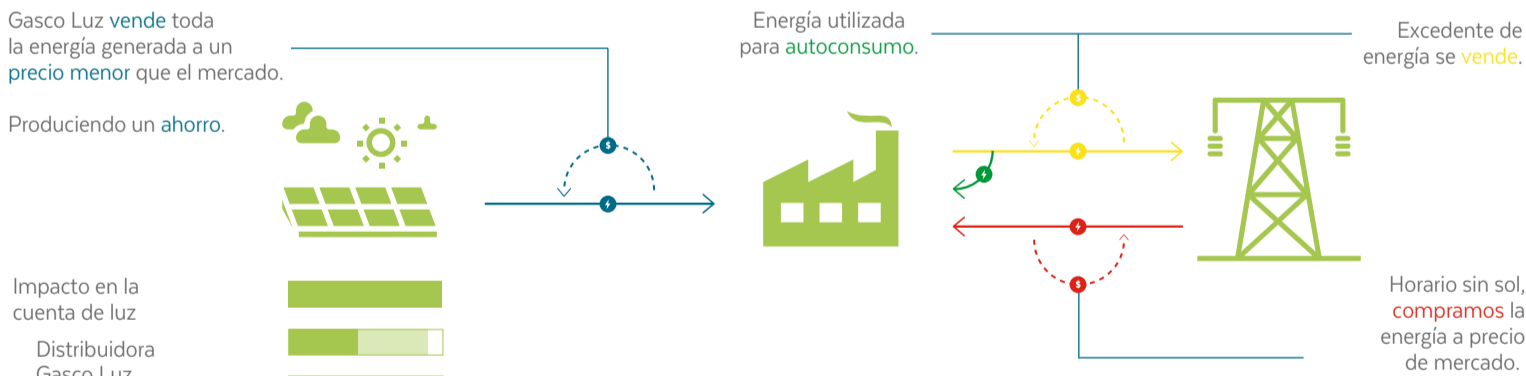 Gasco Luz vende toda
la energía generada a un
precio menor que el mercado.
Produciendo un ahorro.
Energía utilizada
para autoconsumo.
Excedente de
energía se vende.
Impacto en la
cuenta de luz
Distribuidora
Gasco Luz
Horario sin sol,
compramos la
energía a precio
de mercado.
$
$
$